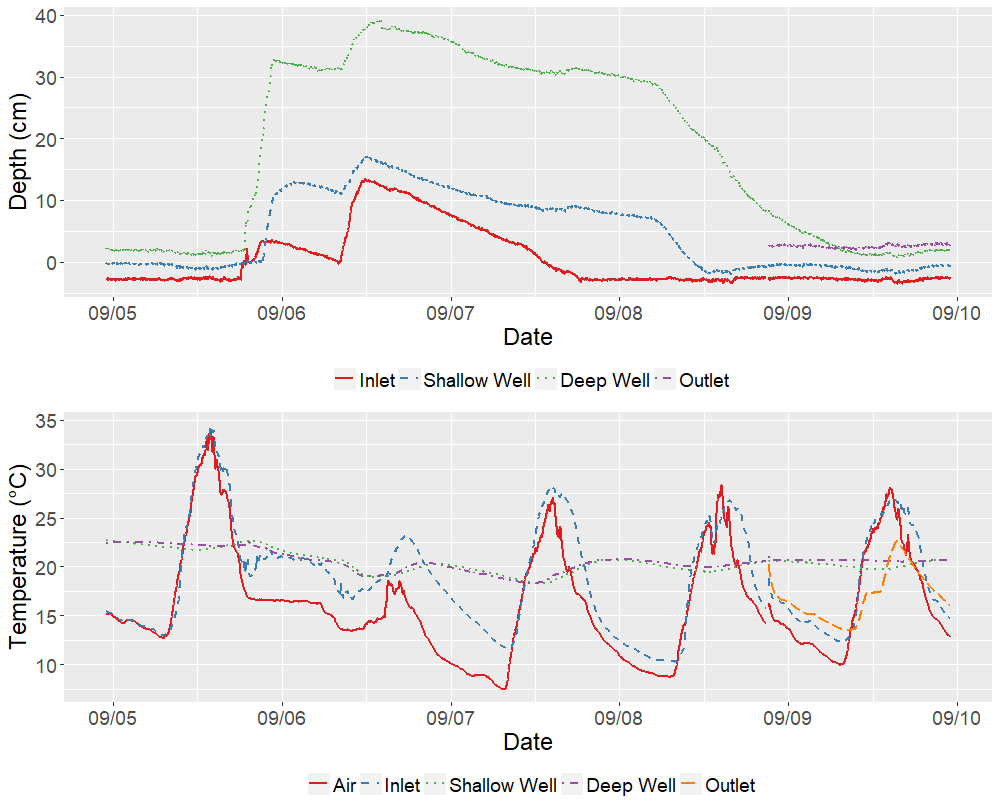 Depth (cm)
40
30
20
10
0
09/05 09/06 09/07 09/08 09/09 09/10
Date
Inlet Shallow Well Deep Well Outlet
Temperature (°C)
35
30
25
20
15
10
09/05 09/06 09/07 09/08 09/09 09/10
Date
Air Inlet Shallow Well Deep Well Outlet